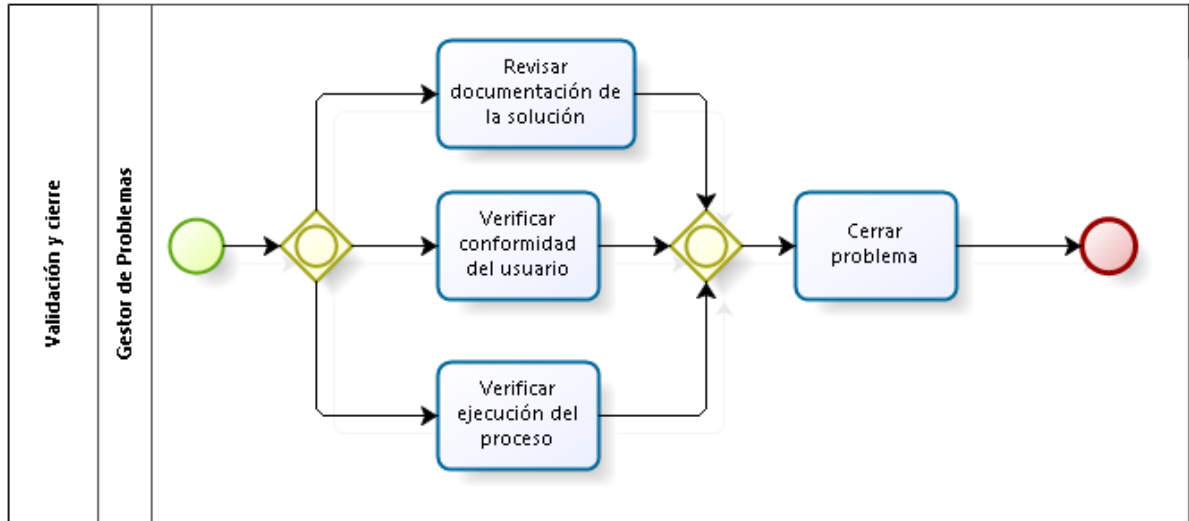 Validación y cierre
Gestor de Problemas
Revisar
documentación de
la solución
Verificar
conformidad
del usuario
Verificar
ejecución del
proceso
Cerrar
problema